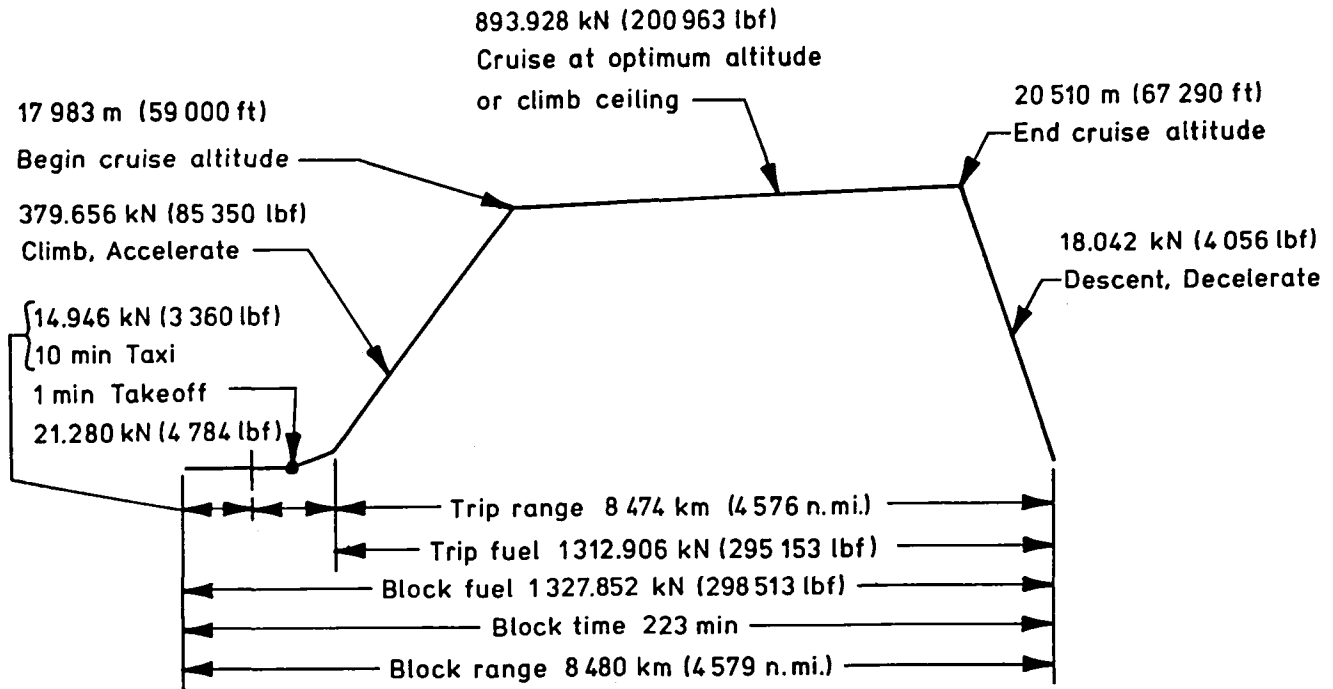 893.928 kN (200 963 lbf)
Cruise at optimum altitude
or climb ceiling
17 983 m (59 000 ft)
Begin cruise altitude
20 510 m (67 290 ft)
End cruise altitude
379.656 kN (85 350 lbf)
Climb, Accelerate
18.042 kN (4 056 lbf)
Descent, Decelerate
14.946 kN (3 360 lbf)
10 min Taxi
1 min Takeoff
21.280 kN (4 784 lbf)
Trip range 8 474 km (4 576 n.mi.)
Trip fuel 1312.906 kN (295 153 lbf)
Block fuel 1 327.852 kN (298 513 lbf)
Block time 223 min
Block range 8 480 km (4 579 n.mi.)